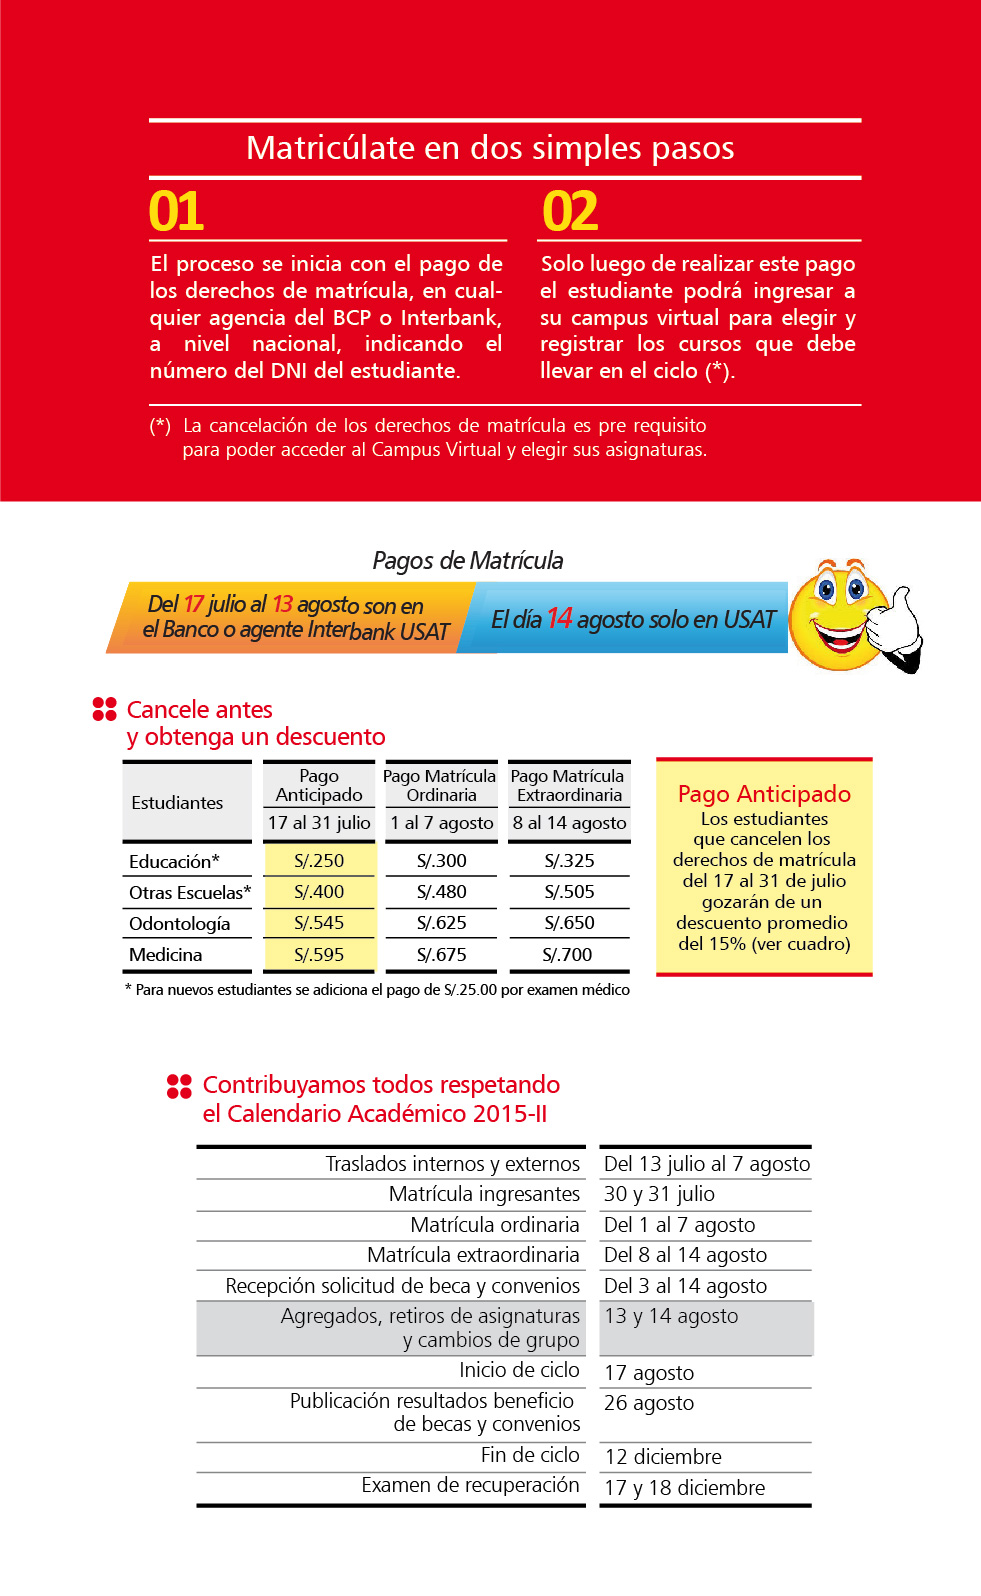 Matricúlate en dos simples pasos
01
El proceso se inicia con el pago de
los derechos de matrícula, en cual-
quier agencia del BCP o Interbank,
a nivel nacional, indicando el
número del DNI del estudiante.
02
Solo luego de realizar este pago
el estudiante podrá ingresar a
su campus virtual para elegir y
registrar los cursos que debe
llevar en el ciclo (*).
(*) La cancelación de los derechos de matrícula es pre requisito
para poder acceder al Campus Virtual y elegir sus asignaturas.
Pagos de Matrícula
Del 17 julio al 13 agosto son en
el Banco o agente Interbank USAT
El día 14 agosto solo en USAT
Cancele antes
y obtenga un descuento
Estudiantes
Pago
Anticipado
Pago Matrícula
Ordinaria
Pago Matrícula
Extraordinaria
17 al 31 julio
1 al 7 agosto
8 al 14 agosto
Educación* S/.250 S/.300 S/.325
Otras Escuelas* S/.400 S/.480 S/.505
Odontología S/.545 S/.625 S/.650
Medicina S/.595 S/.675 S/.700
* Para nuevos estudiantes se adiciona el pago de S/.25.00 por examen médico
Pago Anticipado
Los estudiantes
que cancelen los
derechos de matrícula
del 17 al 31 de julio
gozarán de un
descuento promedio
del 15% (ver cuadro)
Contribuyamos todos respetando
el Calendario Académico 2015-II
Traslados internos y externos Del 13 julio al 7 agosto
Matrícula ingresantes 30 y 31 julio
Matrícula ordinaria Del 1 al 7 agosto
Matrícula extraordinaria Del 8 al 14 agosto
Recepción solicitud de beca y convenios Del 3 al 14 agosto
Agregados, retiros de asignaturas 13 y 14 agosto
y cambios de grupo
Inicio de ciclo 17 agosto
Publicación resultados beneficio 26 agosto
de becas y convenios
Fin de ciclo 12 diciembre
Examen de recuperación 17 y 18 diciembre